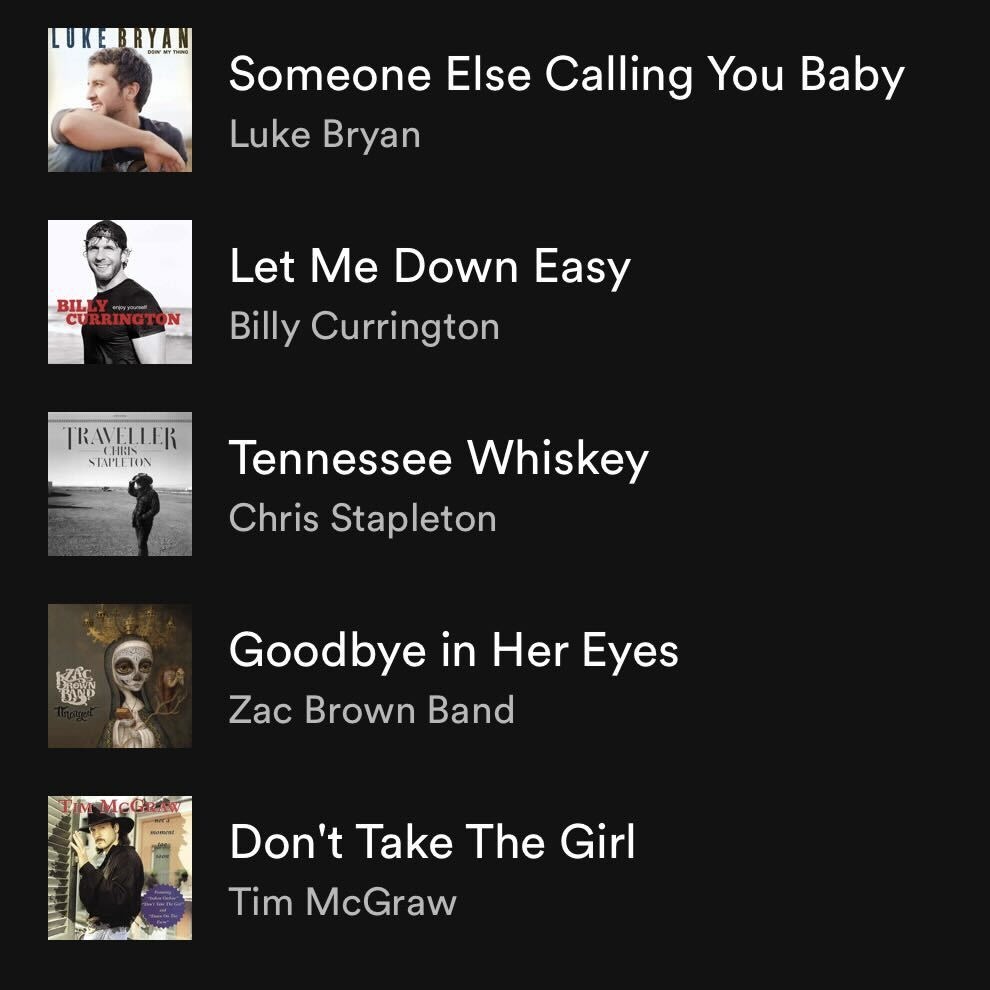 LUKE BRYAN
DOIN' MY THING
Someone Else Calling You Baby
Luke Bryan
BILLY enjoy yourself
CURRINGTON
Let Me Down Easy
Billy Currington
TRAVELLER
CHRIS
STAPLETON
Tennessee Whiskey
Chris Stapleton
ZAC
BROWN
BAND
Uncaged
Goodbye in Her Eyes
Zac Brown Band
TIM McGRAW
not a
moment
too
soon
Don't Take The Girl
Tim McGraw